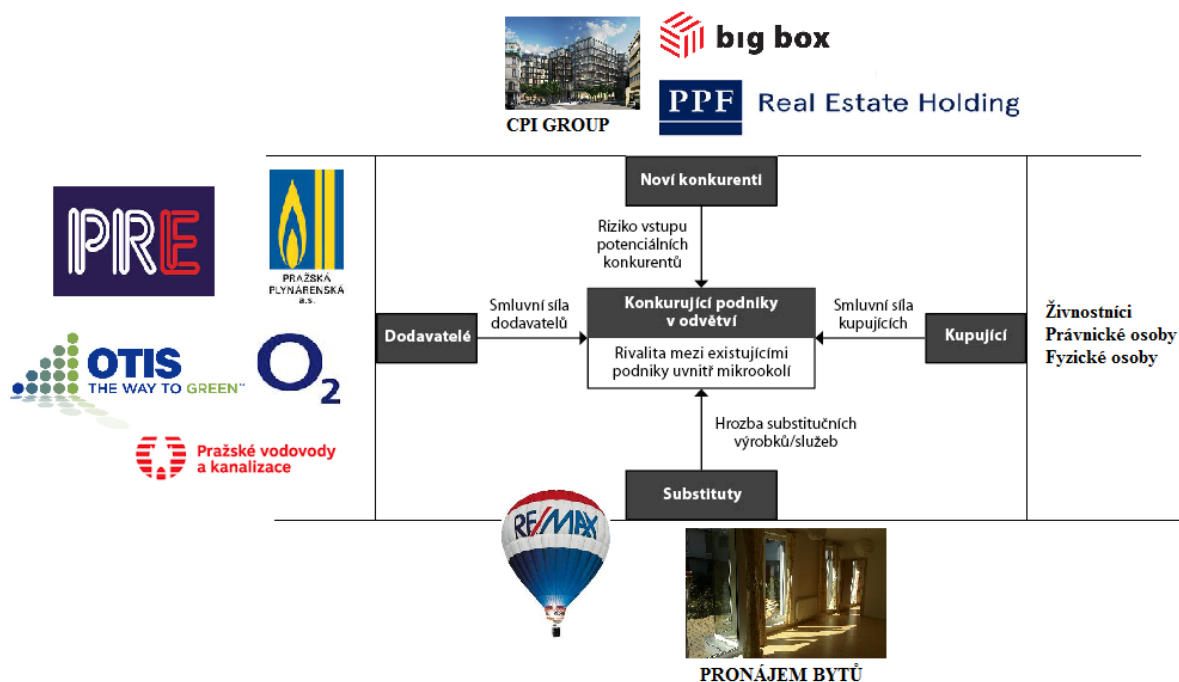 big box
PPF Real Estate Holding
CPI GROUP
Noví konkurenti
Riziko vstupu
potenciálních
konkurentů
PRE
PRAŽSKÁ
PLYNÁRENSKÁ
a.s.
Smluvní síla
dodavatelů
Konkurující podniky
v odvětví
Smluvní síla
kupujících
Živnostníci
Právnické osoby
Fyzické osoby
Dodavatelé
Kupující
Rivalita mezi existujícími
podniky uvnitř mikrookolí
OTIS
THE WAY TO GREEN™
O2
Hrozba substitučních
výrobků/služeb
Pražské vodovody
a kanalizace
Substituty
RE/MAX
PRONÁJEM BYTŮ